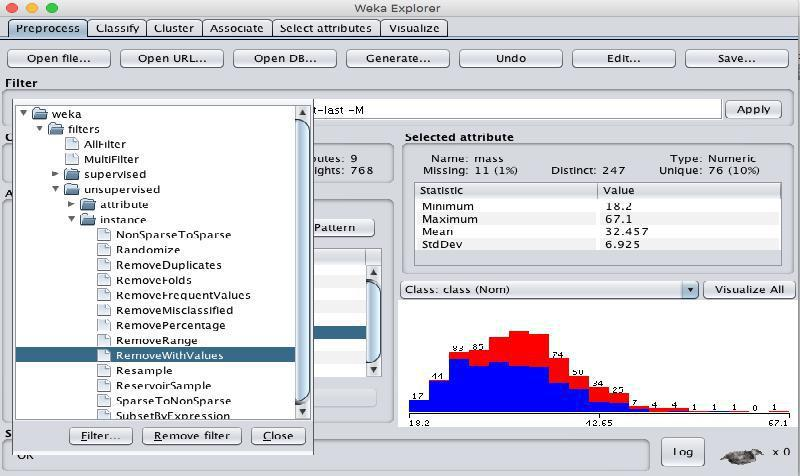 Weka Explorer
Preprocess Classify Cluster Associate Select attributes Visualize
Open file... Open URL... Open DB... Generate... Undo Edit... Save...
Filter
t-last -M Apply
weka
filters
AllFilter
MultiFilter
supervised
unsupervised
attribute
instance
NonSparseToSparse
Randomize
RemoveDuplicates
RemoveFolds
RemoveFrequentValues
RemoveMisclassified
RemovePercentage
RemoveRange
RemoveWithValues
Resample
ReservoirSample
SparseToNonSparse
SubsetByExpression
Filter... Remove filter Close
utes: 9
ights: 768
Pattern
Selected attribute
Name: mass Type: Numeric
Missing: 11 (1%) Distinct: 247 Unique: 76 (10%)
Statistic Value
Minimum 18.2
Maximum 67.1
Mean 32.457
StdDev 6.925
Class: class (Nom) Visualize All
17 44 83 85 74 50 34 25 7 4 4 1 1 1 0 1
18.2 42.65 67.1
OK
Log x 0